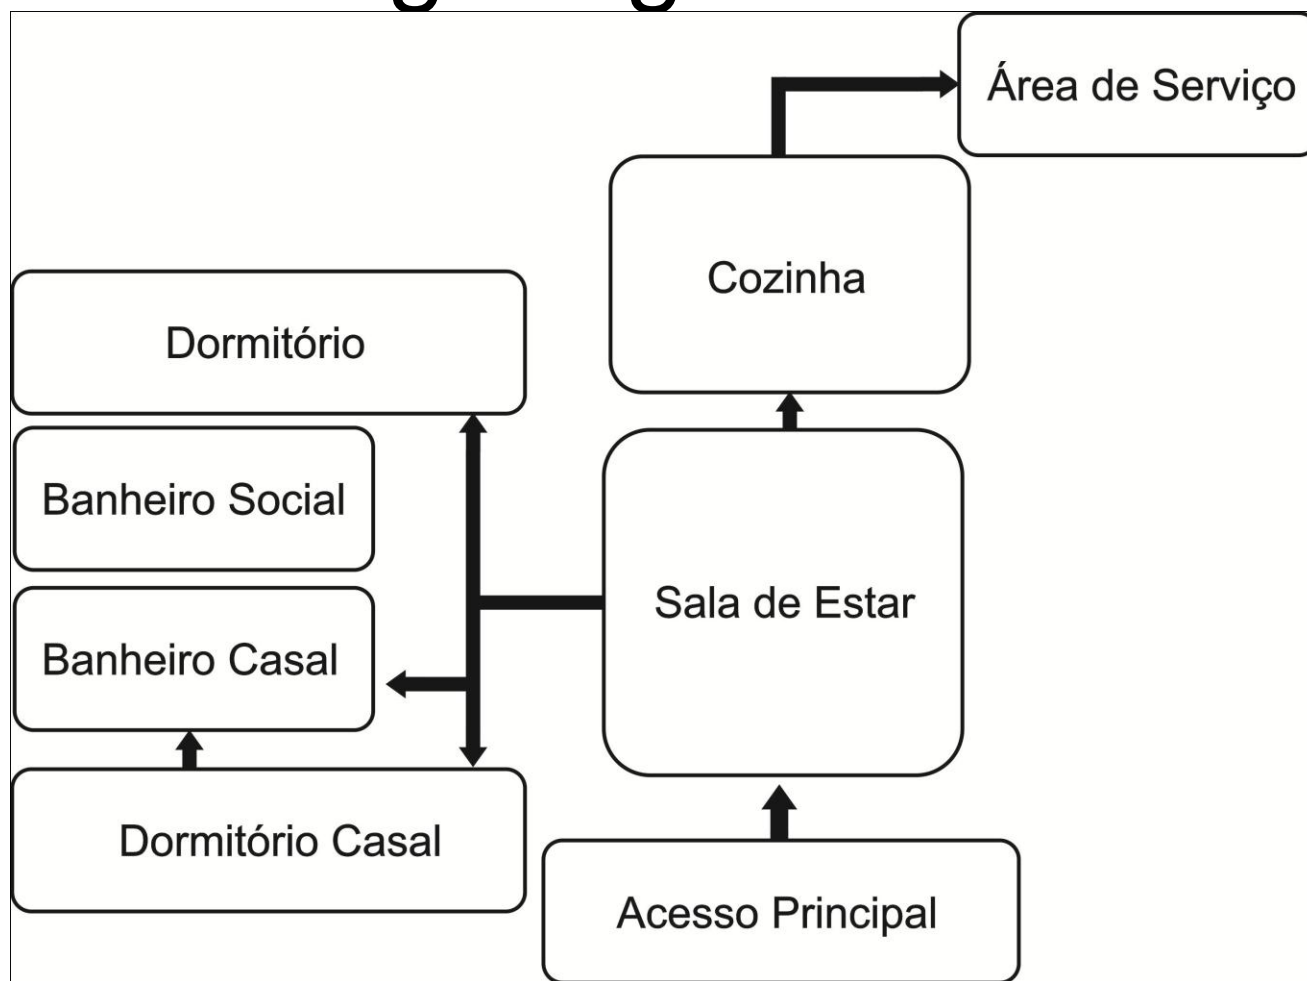 Área de Serviço
Cozinha
Dormitório
Banheiro Social
Sala de Estar
Banheiro Casal
Dormitório Casal
Acesso Principal